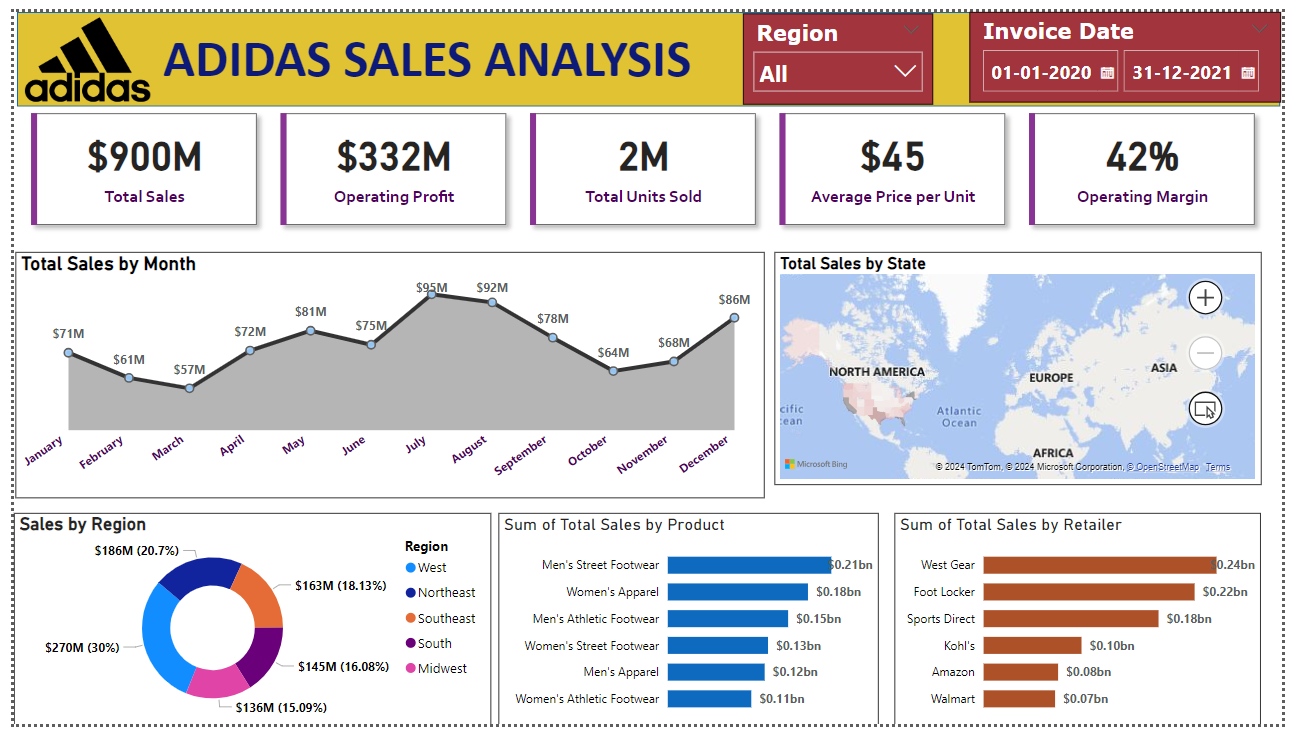 adidas
ADIDAS SALES ANALYSIS
Region
All
Invoice Date
01-01-2020
31-12-2021
$900M
Total Sales
$332M
Operating Profit
2M
Total Units Sold
$45
Average Price per Unit
42%
Operating Margin
Total Sales by Month
$71M
$61M
$57M
$72M
$81M
$75M
$95M
$92M
$78M
$64M
$68M
$86M
January
February
March
April
May
June
July
August
September
October
November
December
Total Sales by State
NORTH AMERICA
EUROPE
ASIA
cific
ean
Atlantic
Ocean
AFRICA
Microsoft Bing
© 2024 TomTom, © 2024 Microsoft Corporation, © OpenStreetMap Terms
Sales by Region
$186M (20.7%)
$163M (18.13%)
$270M (30%)
$145M (16.08%)
$136M (15.09%)
Region
West
Northeast
Southeast
South
Midwest
Sum of Total Sales by Product
Men's Street Footwear $0.21bn
Women's Apparel $0.18bn
Men's Athletic Footwear $0.15bn
Women's Street Footwear $0.13bn
Men's Apparel $0.12bn
Women's Athletic Footwear $0.11bn
Sum of Total Sales by Retailer
West Gear $0.24bn
Foot Locker $0.22bn
Sports Direct $0.18bn
Kohl's $0.10bn
Amazon $0.08bn
Walmart $0.07bn